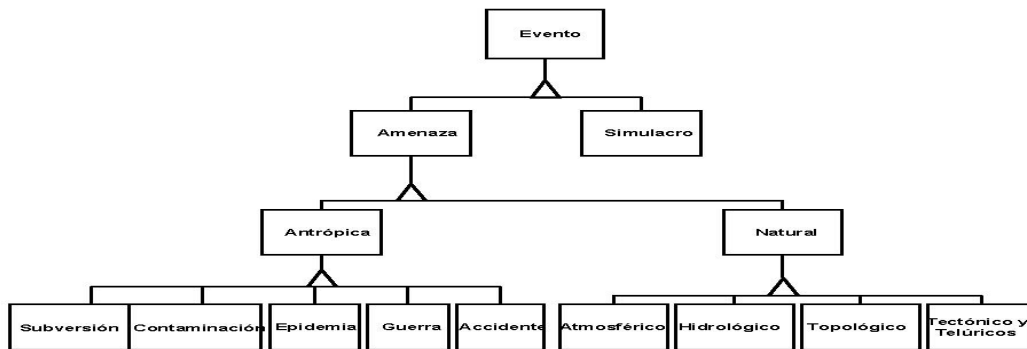 Evento
Amenaza
Simulacro
Antrópica
Natural
Subversión
Contaminación
Epidemia
Guerra
Accidente
Atmosférico
Hidrológico
Topológico
Tectónico y
Telúricos